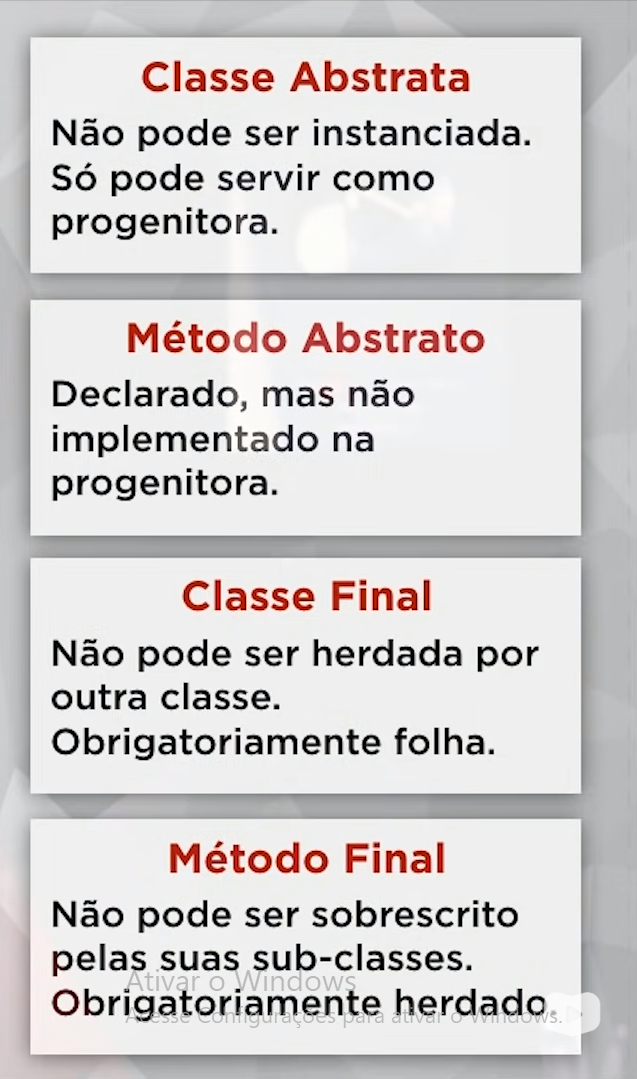 Classe Abstrata
Não pode ser instanciada.
Só pode servir como
progenitora.
Método Abstrato
Declarado, mas não
implementado na
progenitora.
Classe Final
Não pode ser herdada por
outra classe.
Obrigatoriamente folha.
Método Final
Não pode ser sobrescrito
pelas suas sub-classes.
Ativar o Windows
Obrigatoriamente herdado.
Acesse Configurações para ativar o Windows.